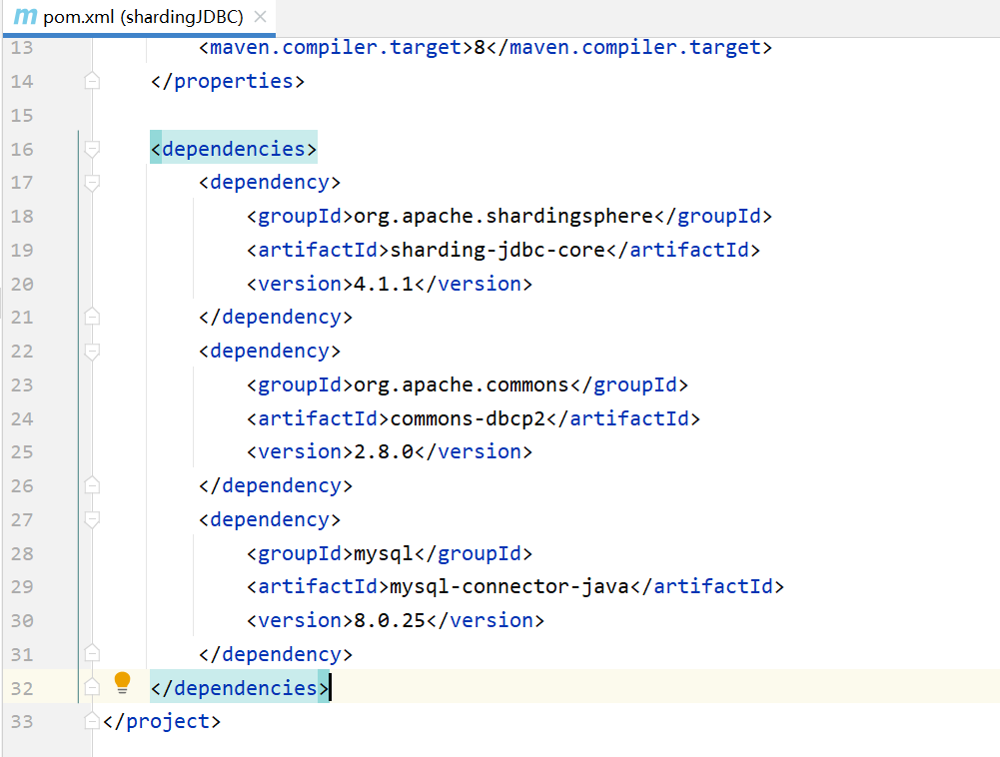 m pom.xml (shardingJDBC)
13 <maven.compiler.target>8</maven.compiler.target>
14 </properties>
15
16 <dependencies>
17 <dependency>
18 <groupId>org.apache.shardingsphere</groupId>
19 <artifactId>sharding-jdbc-core</artifactId>
20 <version>4.1.1</version>
21 </dependency>
22 <dependency>
23 <groupId>org.apache.commons</groupId>
24 <artifactId>commons-dbcp2</artifactId>
25 <version>2.8.0</version>
26 </dependency>
27 <dependency>
28 <groupId>mysql</groupId>
29 <artifactId>mysql-connector-java</artifactId>
30 <version>8.0.25</version>
31 </dependency>
32 </dependencies>
33 </project>